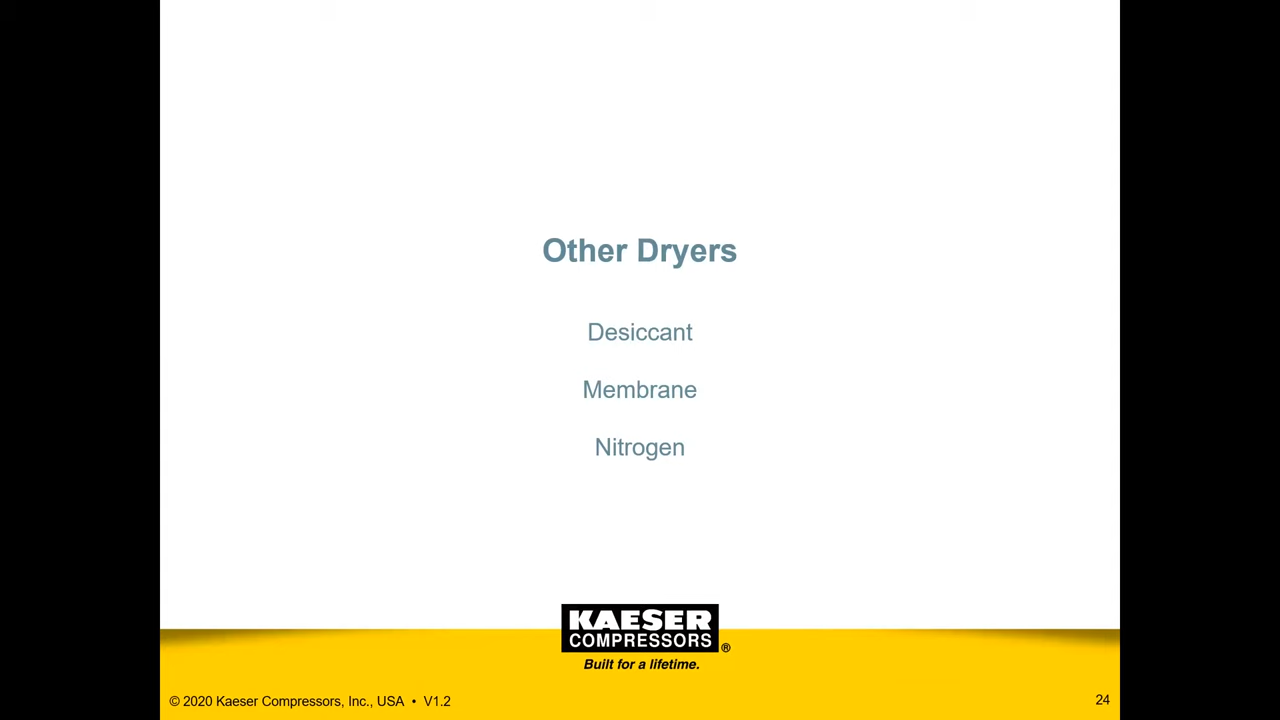 Other Dryers
Desiccant
Membrane
Nitrogen
KAESER
COMPRESSORS®
Built for a lifetime.
© 2020 Kaeser Compressors, Inc., USA • V1.2
24